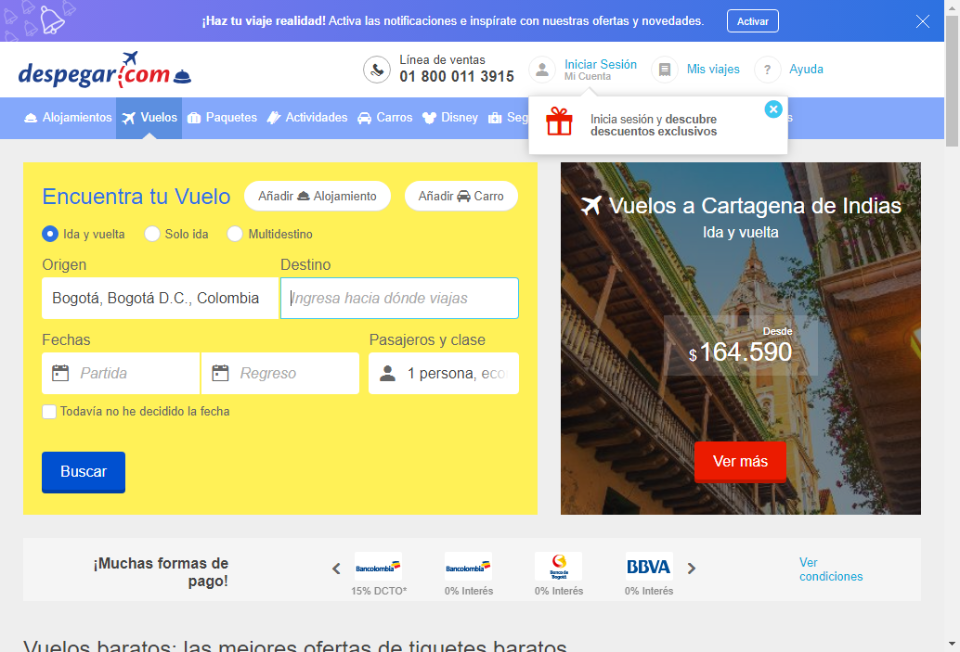 ¡Haz tu viaje realidad! Activa las notificaciones e inspírate con nuestras ofertas y novedades.
Activar
despegar.com
Línea de ventas
01 800 011 3915
Iniciar Sesión
Mi Cuenta
Mis viajes
?
Ayuda
Alojamientos
Vuelos
Paquetes
Actividades
Carros
Disney
Inicia sesión y descubre
descuentos exclusivos
Encuentra tu Vuelo
Añadir Alojamiento
Añadir Carro
Ida y vuelta
Solo ida
Multidestino
Origen
Destino
Bogotá, Bogotá D.C., Colombia
Ingresa hacia dónde viajas
Fechas
Pasajeros y clase
Partida
Regreso
1 persona, eco
Todavía no he decidido la fecha
Buscar
Vuelos a Cartagena de Indias
Ida y vuelta
Desde
$164.590
Ver más
¡Muchas formas de
pago!
Bancolombia
15% DCTO*
Bancolombia
0% Interés
Banco de
Bogotá
0% Interés
BBVA
0% Interés
Ver
condiciones
Vuelos baratos: las mejores ofertas de tiquetes baratos